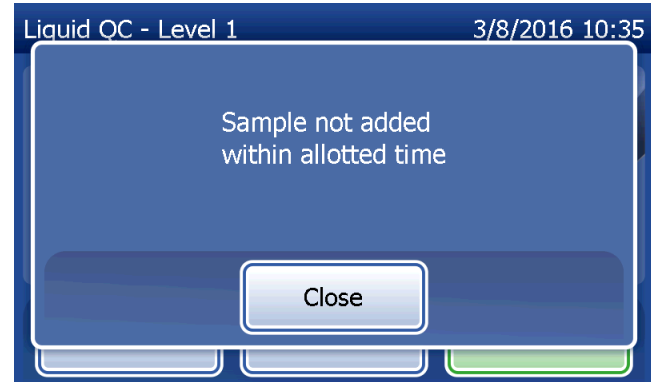 Liquid QC - Level 1 3/8/2016 10:35
Sample not added
within allotted time
Close